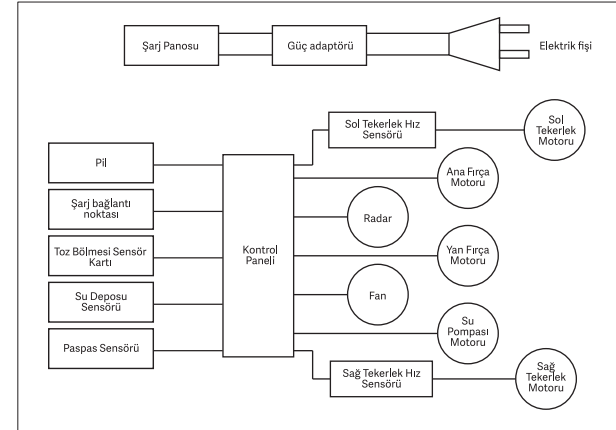 Şarj Panosu
Güç adaptörü
Elektrik fişi
Sol Tekerlek Hız
Sensörü
Sol
Tekerlek
Motoru
Pil
Şarj bağlantı
noktası
Toz Bölmesi Sensör
Kartı
Su Deposu
Sensörü
Paspas Sensörü
Kontrol
Paneli
Ana Fırça
Motoru
Radar
Yan Fırça
Motoru
Fan
Su
Pompası
Motoru
Sağ Tekerlek Hız
Sensörü
Sağ
Tekerlek
Motoru